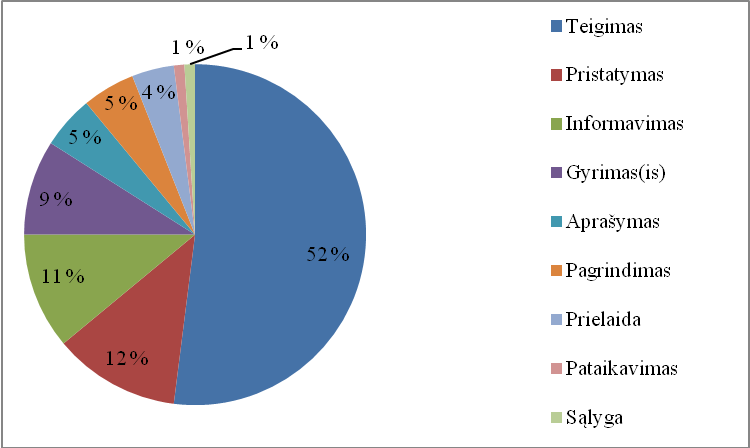 1 %
1 %
4 %
5 %
5 %
9 %
11 %
12 %
52 %
Teigimas
Pristatymas
Informavimas
Gyrimas(is)
Aprašymas
Pagrindimas
Prielaida
Pataikavimas
Sąlyga